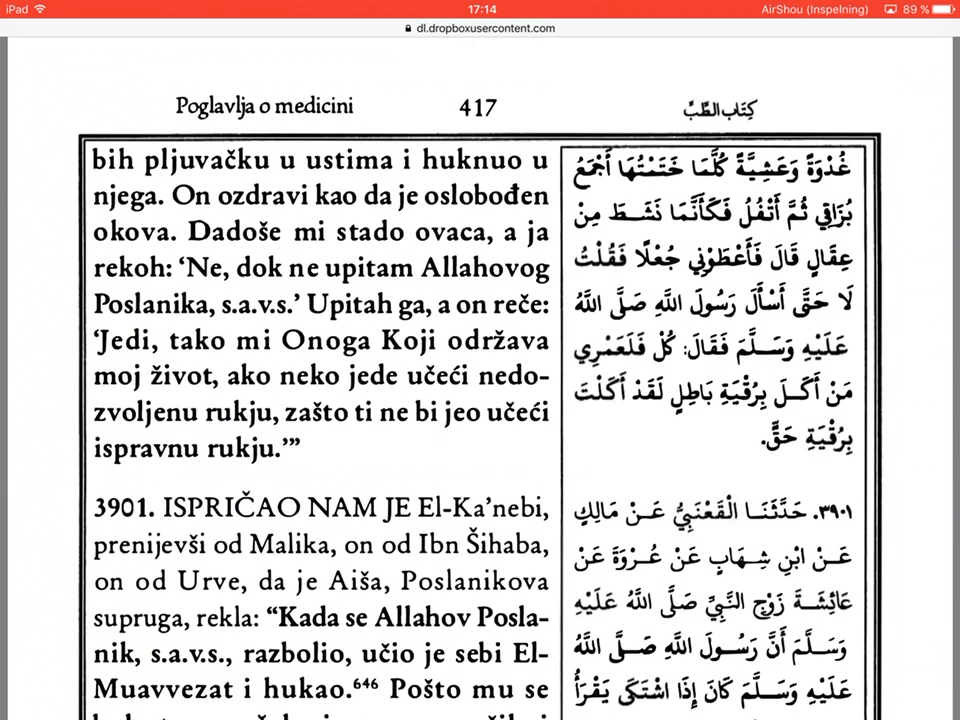 iPad 17:14 AirShou (Inspelning) 89 %
dl.dropboxusercontent.com
Poglavlja o medicini 417 كِتَاب الطِّبِّ
bih pljuvačku u ustima i huknuo u
njega. On ozdravi kao da je oslobođen
okova. Dadoše mi stado ovaca, a ja
rekoh: ‘Ne, dok ne upitam Allahovog
Poslanika, s.a.v.s.’ Upitah ga, a on reče:
‘Jedi, tako mi Onoga Koji održava
moj život, ako neko jede učeći nedo-
zvoljenu rukju, zašto ti ne bi jeo učeći
ispravnu rukju.’”
3901. ISPRIČAO NAM JE El-Ka’nebi,
prenijevši od Malika, on od Ibn Šihaba,
on od Urve, da je Aiša, Poslanikova
supruga, rekla: “Kada se Allahov Posla-
nik, s.a.v.s., razbolio, učio je sebi El-
Muavvezat i hukao.⁶⁴⁶ Pošto mu se
غُدْوَةً وَعَشِيَّةً كُلَّمَا خَتَمْتُهَا أَجْمَعُ
بُزَاقِي ثُمَّ أَتْفُلُ فَكَأَنَّمَا نَشَطَ مِنْ
عِقَالٍ قَالَ فَأَعْطَوْنِي جُعْلًا فَقُلْتُ
لَا حَتَّى أَسْأَلَ رَسُولَ اللَّهِ صَلَّى اللَّهُ
عَلَيْهِ وَسَلَّمَ فَقَالَ: كُلْ فَلَعَمْرِي
مَنْ أَكَلَ بِرُقْيَةِ بَاطِلٍ لَقَدْ أَكَلْتَ
بِرُقْيَةِ حَقٍّ.
٣٩٠١. حَدَّثَنَا الْقَعْنَبِيُّ عَنْ مَالِكٍ
عَنْ ابْنِ شِهَابٍ عَنْ عُرْوَةَ عَنْ
عَائِشَةَ زَوْجِ النَّبِيِّ صَلَّى اللَّهُ عَلَيْهِ
وَسَلَّمَ أَنَّ رَسُولَ اللَّهِ صَلَّى اللَّهُ
عَلَيْهِ وَسَلَّمَ كَانَ إِذَا اشْتَكَى يَقْرَأُ